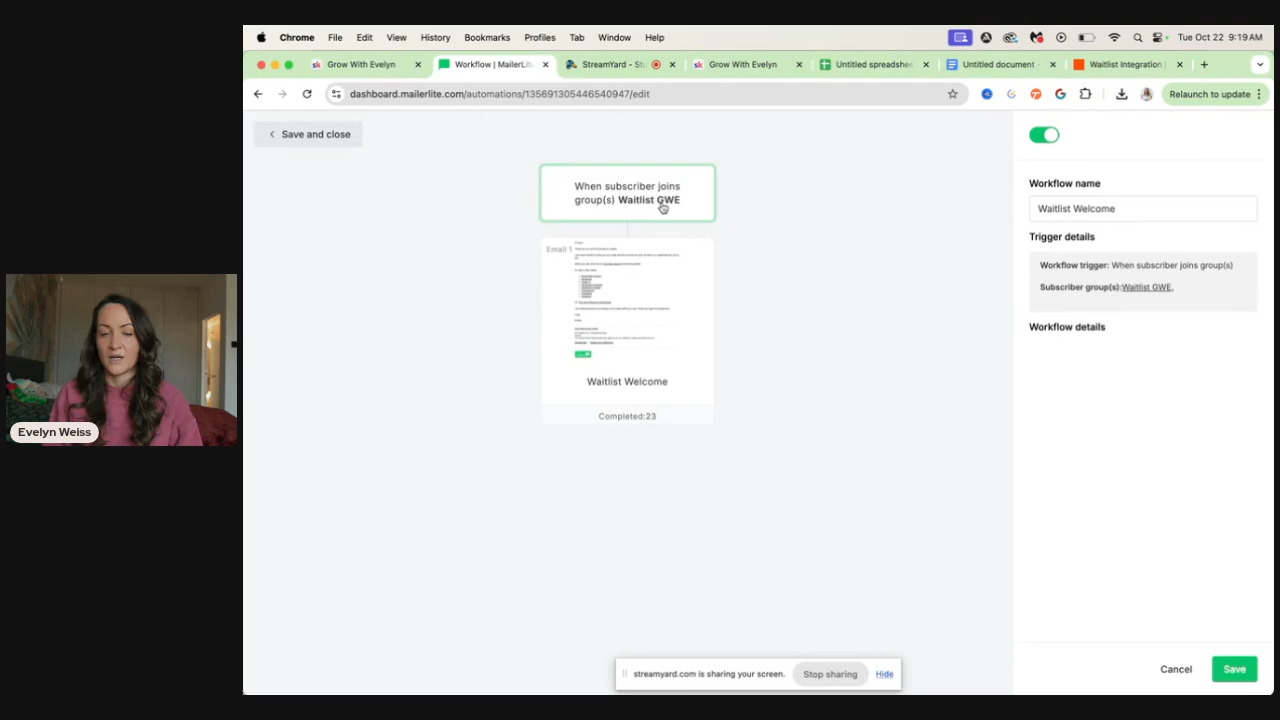 Chrome File Edit View History Bookmarks Profiles Tab Window Help
Tue Oct 22 9:19 AM
Grow With Evelyn
Workflow | MailerLit
StreamYard - St
Grow With Evelyn
Untitled spreadshee
Untitled document -
Waitlist Integration |
dashboard.mailerlite.com/automations/135691305446540947/edit
Relaunch to update
Save and close
When subscriber joins
group(s) Waitlist GWE
Email 1
Waitlist Welcome
Completed:23
Workflow name
Waitlist Welcome
Trigger details
Workflow trigger: When subscriber joins group(s)
Subscriber group(s):Waitlist GWE,
Workflow details
Cancel
Save
streamyard.com is sharing your screen.
Stop sharing
Hide
Evelyn Weiss